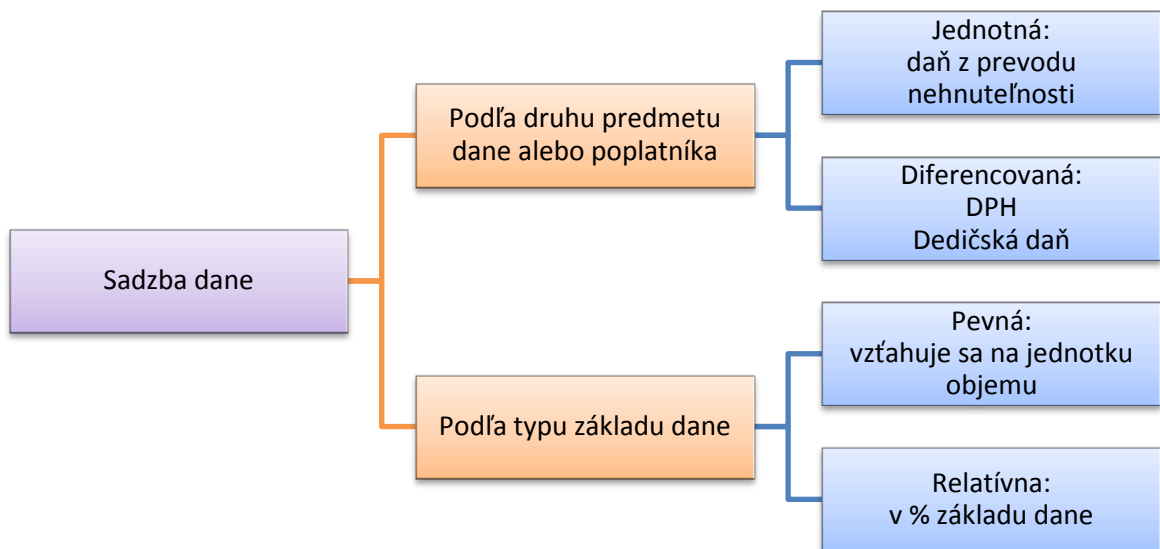 Sadzba dane
Podľa druhu predmetu
dane alebo poplatníka
Jednotná:
daň z prevodu
nehnuteľnosti
Diferencovaná:
DPH
Dedičská daň
Podľa typu základu dane
Pevná:
vzťahuje sa na jednotku
objemu
Relatívna:
v % základu dane